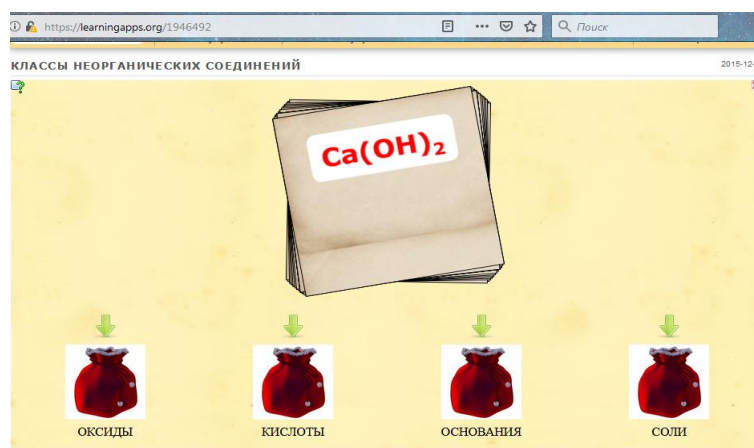 https://learningapps.org/1946492
Поиск
КЛАССЫ НЕОРГАНИЧЕСКИХ СОЕДИНЕНИЙ
2015-12-
Ca(OH)₂
ОКСИДЫ
КИСЛОТЫ
ОСНОВАНИЯ
СОЛИ